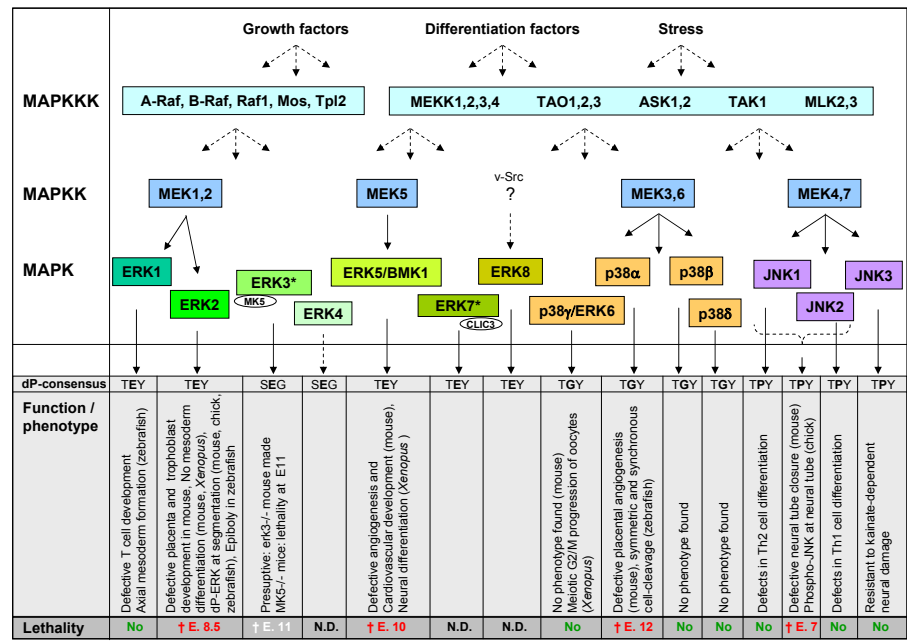 Growth factors Differentiation factors Stress
MAPKKK
A-Raf, B-Raf, Raf1, Mos, Tpl2
MEKK1,2,3,4 TAO1,2,3 ASK1,2 TAK1 MLK2,3
v-Src
MAPKK
MEK1,2 MEK5 ? MEK3,6 MEK4,7
MAPK
ERK1 ERK3* ERK5/BMK1 ERK8 p38α p38β JNK1 JNK3
MK5
ERK2 ERK4 ERK7* p38γ/ERK6 p38δ JNK2
CLIC3
dP-consensus TEY TEY SEG SEG TEY TEY TEY TGY TGY TGY TGY TPY TPY TPY TPY
Function /
phenotype
Defective T cell development
Axial mesoderm formation (zebrafish)
Defective placenta and trophoblast
development in mouse, No mesoderm
differentiation (mouse, Xenopus),
dP-ERK at segmentation (mouse, chick,
zebrafish), Epiboly in zebrafish
Presuptive: erk3-/- mouse made
MK5-/- mice: lethality at E11
Defective angiogenesis and
Cardiovascular development (mouse),
Neural differentiation (Xenopus )
No phenotype found (mouse)
Meiotic G2/M progression of oocytes
(Xenopus)
Defective placental angiogenesis
(mouse), symmetric and synchronous
cell-cleavage (zebrafish)
No phenotype found
No phenotype found
Defects in Th2 cell differentiation
Defective neural tube closure (mouse)
Phospho-JNK at neural tube (chick)
Defects in Th1 cell differentiation
Resistant to kainate-dependent
neural damage
Lethality No † E. 8.5 † E. 11 N.D. † E. 10 N.D. N.D. No † E. 12 No No No † E. 7 No No